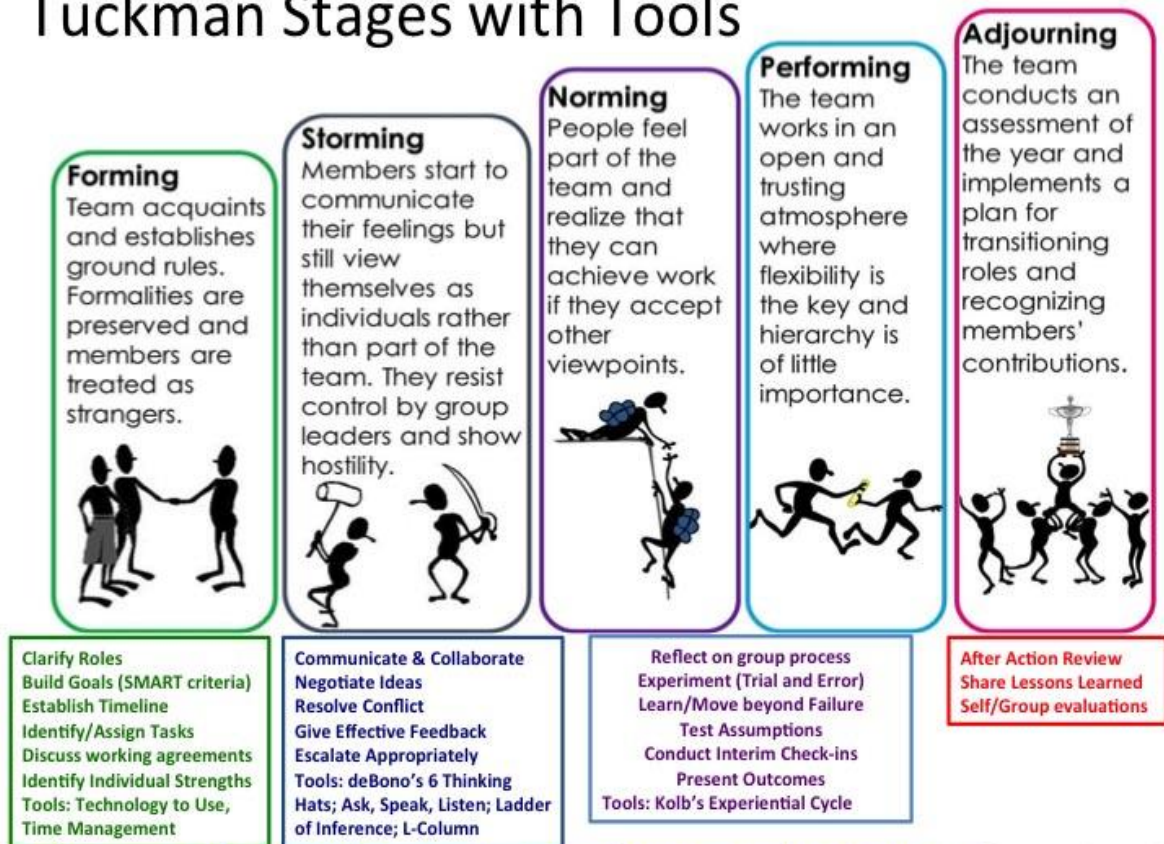 Tuckman Stages with Tools
Forming
Team acquaints
and establishes
ground rules.
Formalities are
preserved and
members are
treated as
strangers.
Storming
Members start to
communicate
their feelings but
still view
themselves as
individuals rather
than part of the
team. They resist
control by group
leaders and show
hostility.
Norming
People feel
part of the
team and
realize that
they can
achieve work
if they accept
other
viewpoints.
Performing
The team
works in an
open and
trusting
atmosphere
where
flexibility is
the key and
hierarchy is
of little
importance.
Adjourning
The team
conducts an
assessment of
the year and
implements a
plan for
transitioning
roles and
recognizing
members'
contributions.
Clarify Roles
Build Goals (SMART criteria)
Establish Timeline
Identify/Assign Tasks
Discuss working agreements
Identify Individual Strengths
Tools: Technology to Use,
Time Management
Communicate & Collaborate
Negotiate Ideas
Resolve Conflict
Give Effective Feedback
Escalate Appropriately
Tools: deBono's 6 Thinking
Hats; Ask, Speak, Listen; Ladder
of Inference; L-Column
Reflect on group process
Experiment (Trial and Error)
Learn/Move beyond Failure
Test Assumptions
Conduct Interim Check-ins
Present Outcomes
Tools: Kolb's Experiential Cycle
After Action Review
Share Lessons Learned
Self/Group evaluations